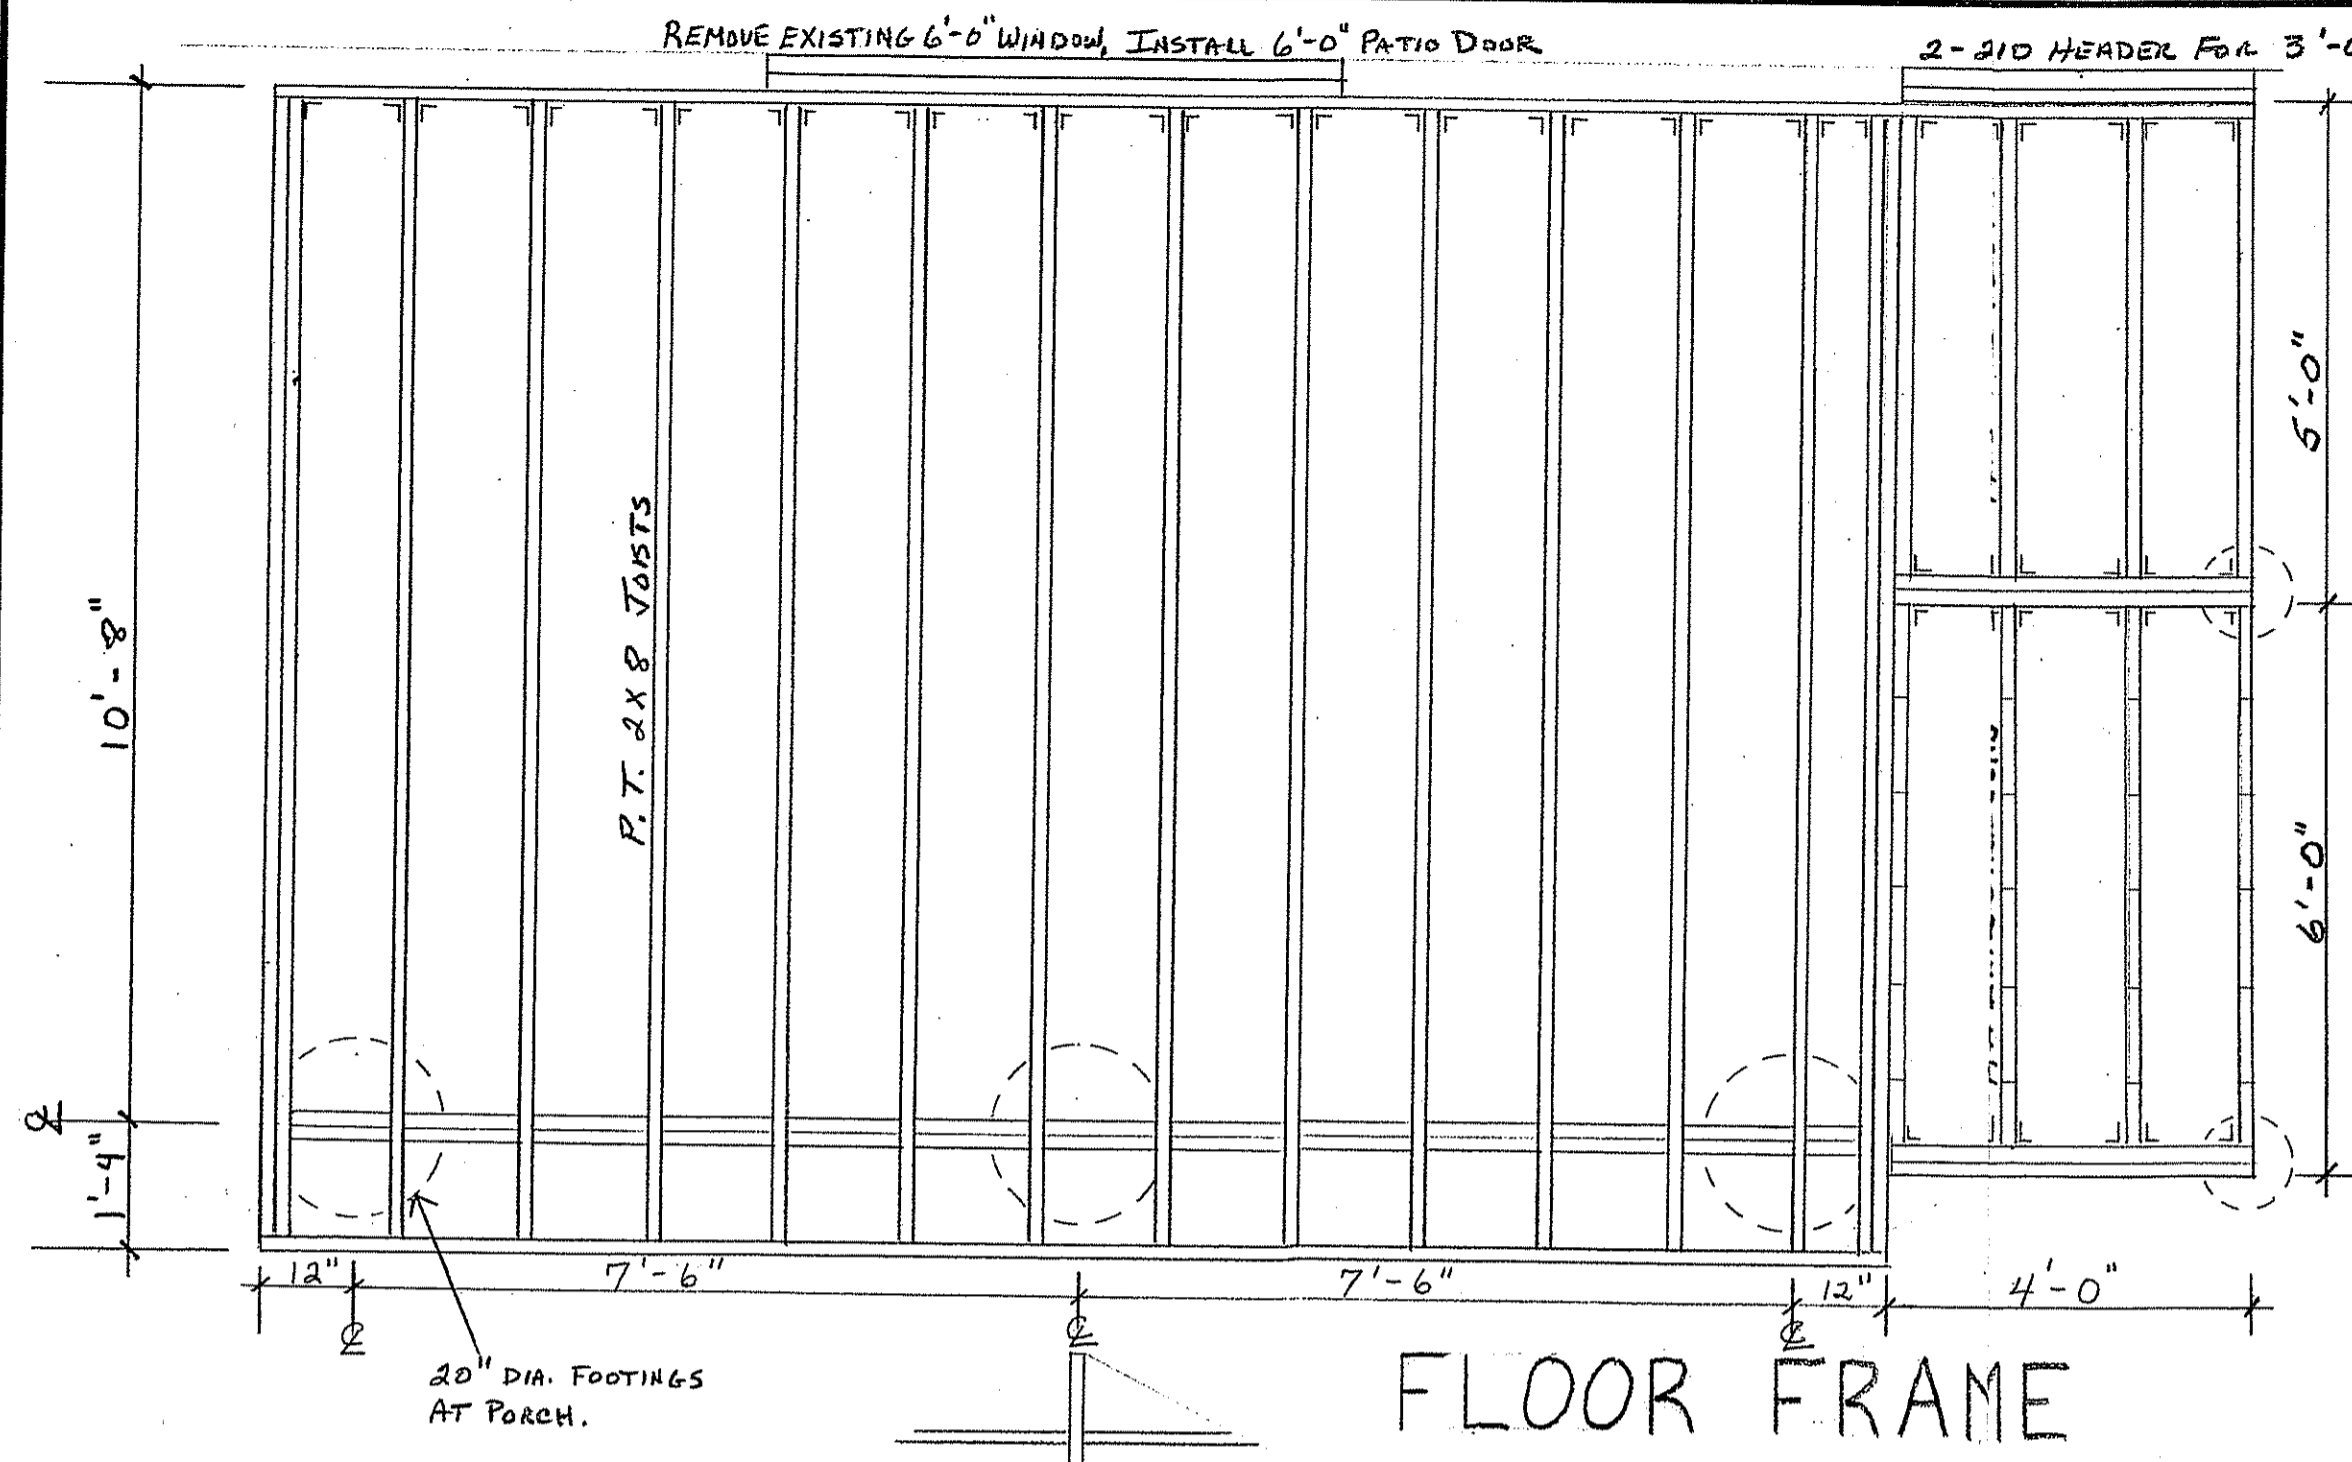 REMOVE EXISTING 6'-0" WINDOW, INSTALL 6'-0" PATIO DOOR
2-210 HEADER FOR 3'-
10'-8"
P.T. 2X8 JOISTS
5'-0"
6'-0"
℄
1'-4"
12"
7'-6"
7'-6"
12"
4'-0"
℄
℄
℄
20" DIA. FOOTINGS
AT PORCH.
FLOOR FRAME